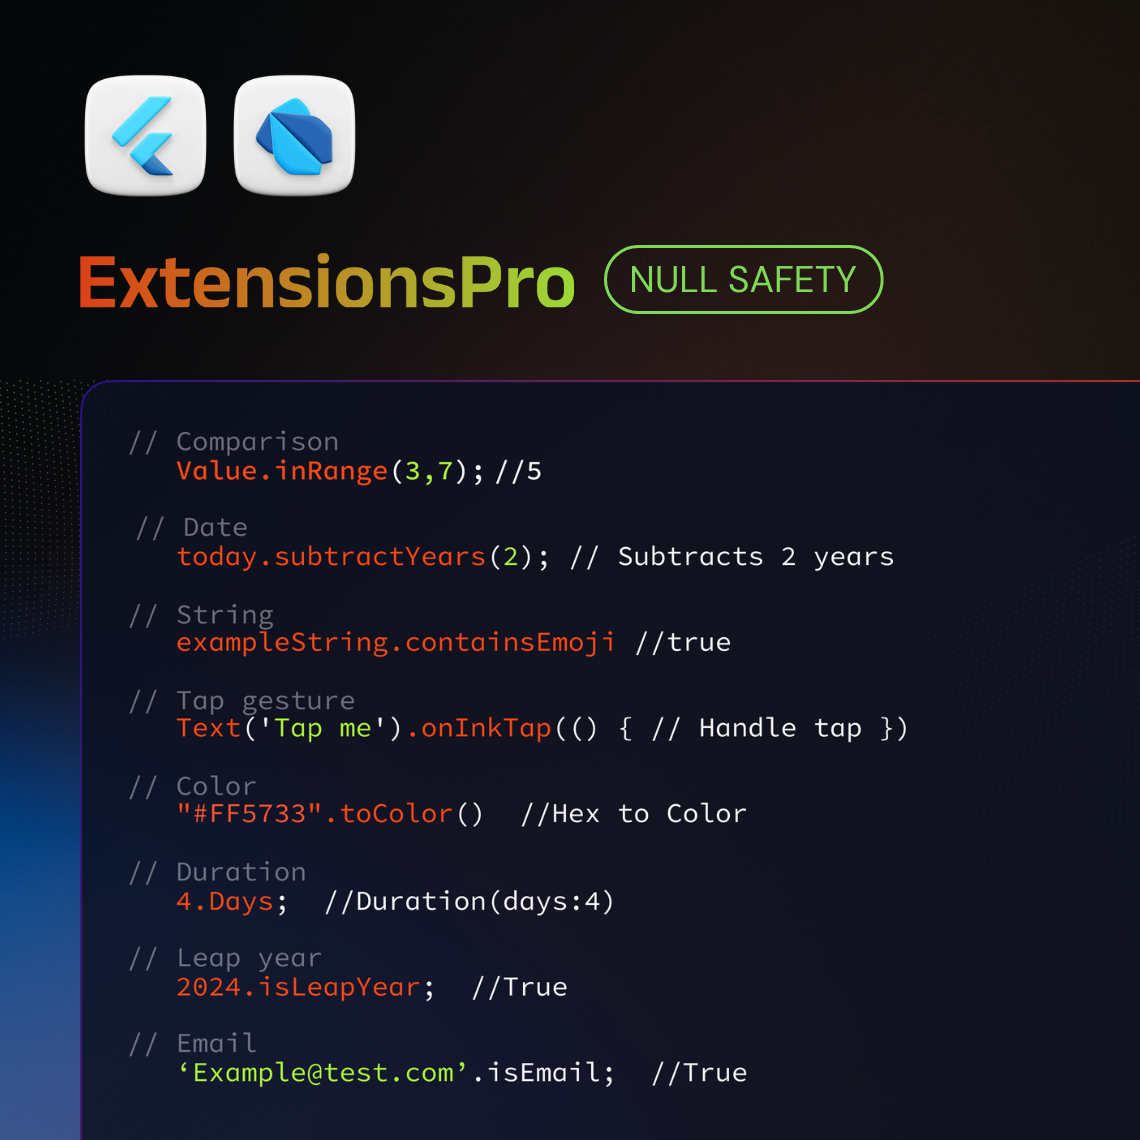 ExtensionsPro NULL SAFETY
// Comparison
Value.inRange(3,7); //5
// Date
today.subtractYears(2); // Subtracts 2 years
// String
exampleString.containsEmoji //true
// Tap gesture
Text('Tap me').onInkTap(() { // Handle tap })
// Color
"#FF5733".toColor() //Hex to Color
// Duration
4.Days; //Duration(days:4)
// Leap year
2024.isLeapYear; //True
// Email
‘Example@test.com’.isEmail; //True